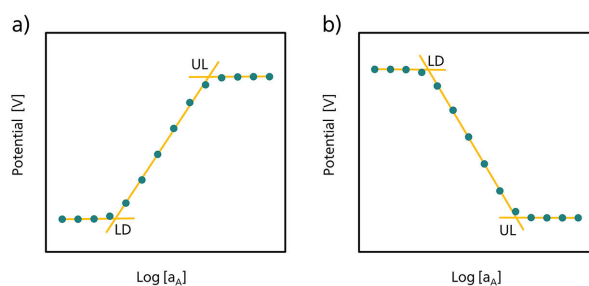 a)
UL
LD
Potential [V]
Log [aA]
b)
LD
UL
Potential [V]
Log [aA]